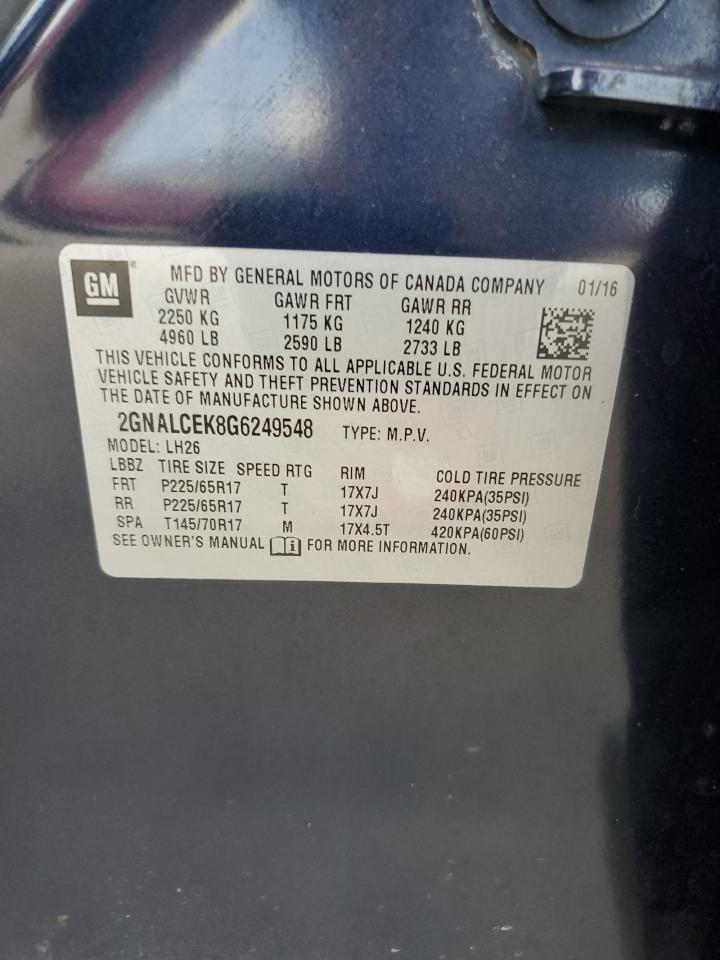 GM MFD BY GENERAL MOTORS OF CANADA COMPANY 01/16
GVWR GAWR FRT GAWR RR
2250 KG 1175 KG 1240 KG
4960 LB 2590 LB 2733 LB
THIS VEHICLE CONFORMS TO ALL APPLICABLE U.S. FEDERAL MOTOR
VEHICLE SAFETY AND THEFT PREVENTION STANDARDS IN EFFECT ON
THE DATE OF MANUFACTURE SHOWN ABOVE.
2GNALCEK8G6249548 TYPE: M.P.V.
MODEL: LH26
LBBZ TIRE SIZE SPEED RTG RIM COLD TIRE PRESSURE
FRT P225/65R17 T 17X7J 240KPA(35PSI)
RR P225/65R17 T 17X7J 240KPA(35PSI)
SPA T145/70R17 M 17X4.5T 420KPA(60PSI)
SEE OWNER'S MANUAL i FOR MORE INFORMATION.